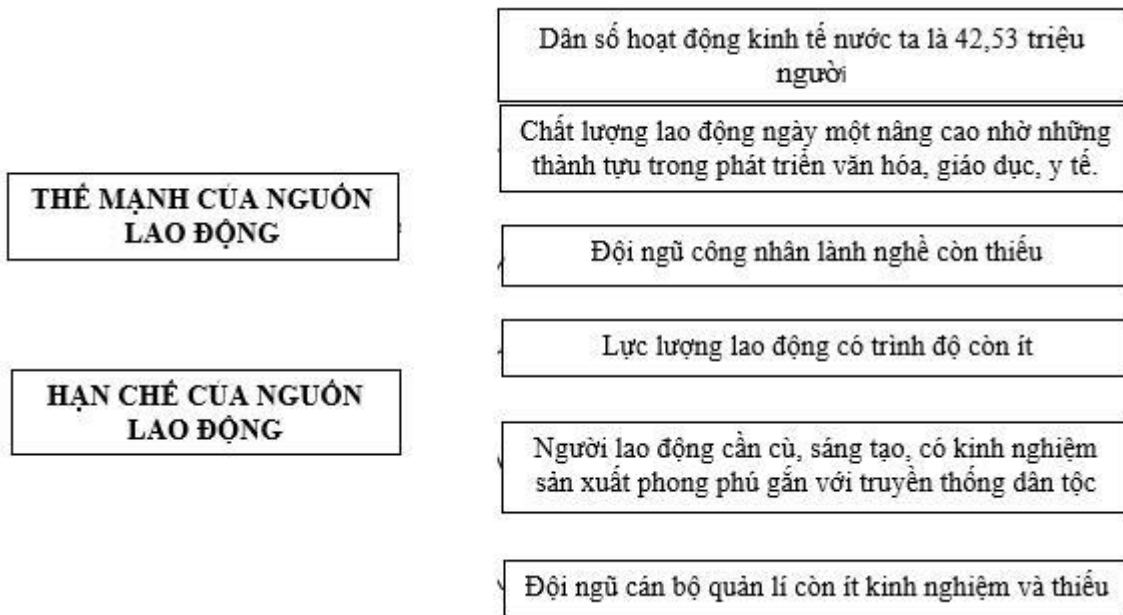 THẾ MẠNH CỦA NGUỒN
LAO ĐỘNG
HẠN CHẾ CỦA NGUỒN
LAO ĐỘNG
Dân số hoạt động kinh tế nước ta là 42,53 triệu
người
Chất lượng lao động ngày một nâng cao nhờ những
thành tựu trong phát triển văn hóa, giáo dục, y tế.
Đội ngũ công nhân lành nghề còn thiếu
Lực lượng lao động có trình độ còn ít
Người lao động cần cù, sáng tạo, có kinh nghiệm
sản xuất phong phú gắn với truyền thống dân tộc
Đội ngũ cán bộ quản lí còn ít kinh nghiệm và thiếu